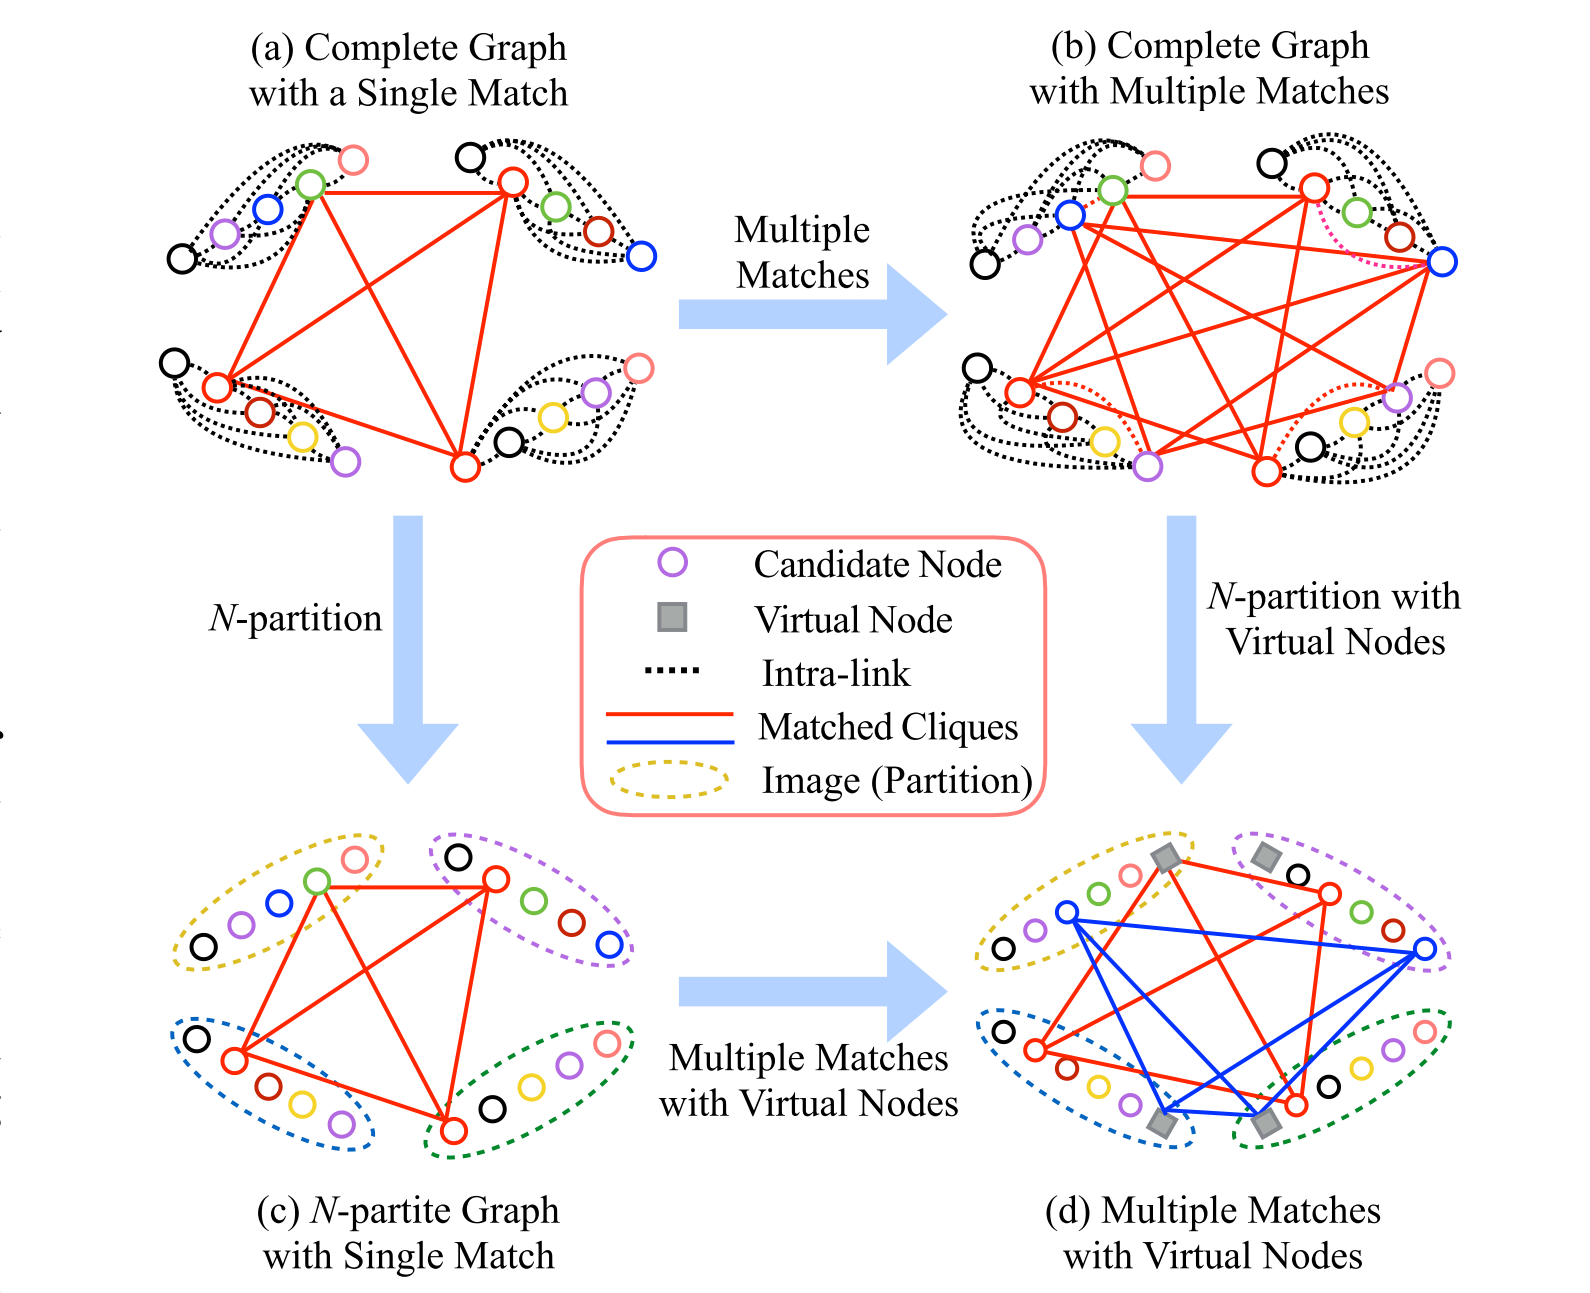 (a) Complete Graph
with a Single Match
(b) Complete Graph
with Multiple Matches
Multiple
Matches
N-partition
Candidate Node
Virtual Node
Intra-link
Matched Cliques
Image (Partition)
N-partition with
Virtual Nodes
Multiple Matches
with Virtual Nodes
(c) N-partite Graph
with Single Match
(d) Multiple Matches
with Virtual Nodes